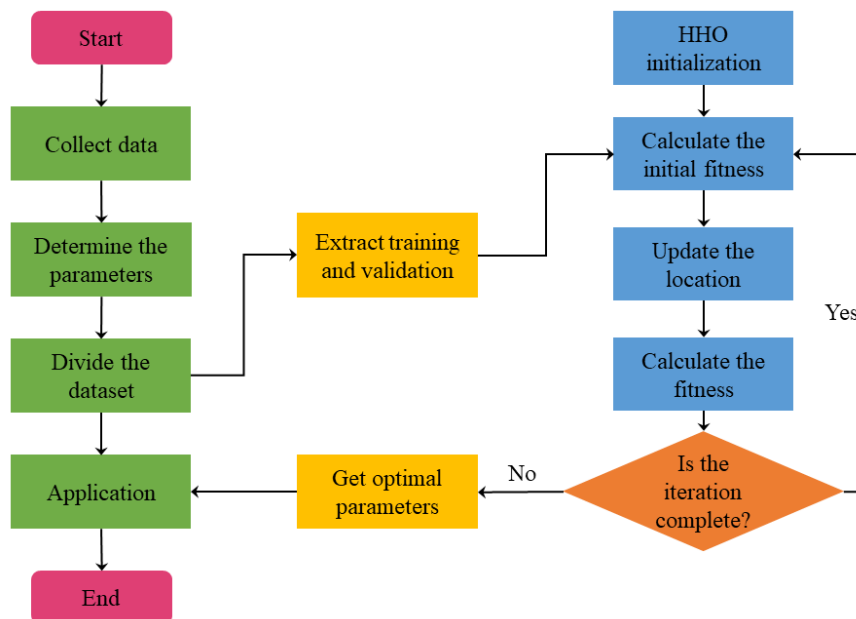 Start
Collect data
Determine the
parameters
Divide the
dataset
Application
End
Extract training
and validation
Get optimal
parameters
No
HHO
initialization
Calculate the
initial fitness
Update the
location
Calculate the
fitness
Is the
iteration
complete?
Yes